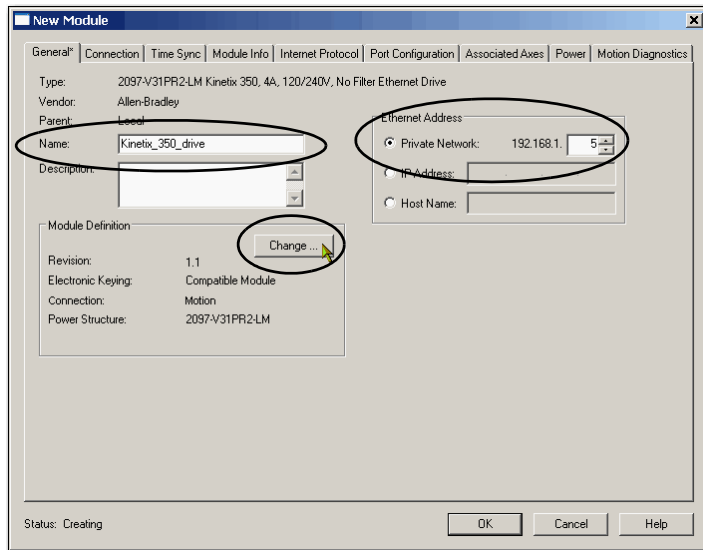 New Module
General* Connection Time Sync Module Info Internet Protocol Port Configuration Associated Axes Power Motion Diagnostics
Type: 2097-V31PR2-LM Kinetix 350, 4A, 120/240V, No Filter Ethernet Drive
Vendor: Allen-Bradley
Parent: Local
Name: Kinetix_350_drive
Description:
Ethernet Address
Private Network: 192.168.1. 5
IP Address: .
Host Name:
Module Definition
Change ...
Revision: 1.1
Electronic Keying: Compatible Module
Connection: Motion
Power Structure: 2097-V31PR2-LM
Status: Creating
OK Cancel Help